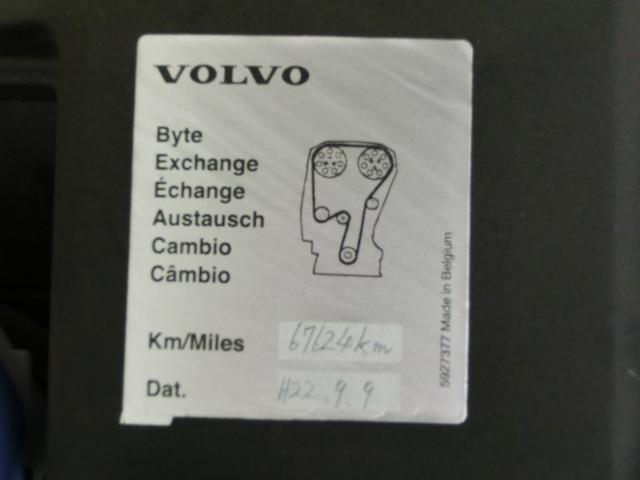 VOLVO
Byte
Exchange
Échange
Austausch
Cambio
Câmbio
Km/Miles 67624km
Dat. H22.9.9
5927377 Made in Belgium